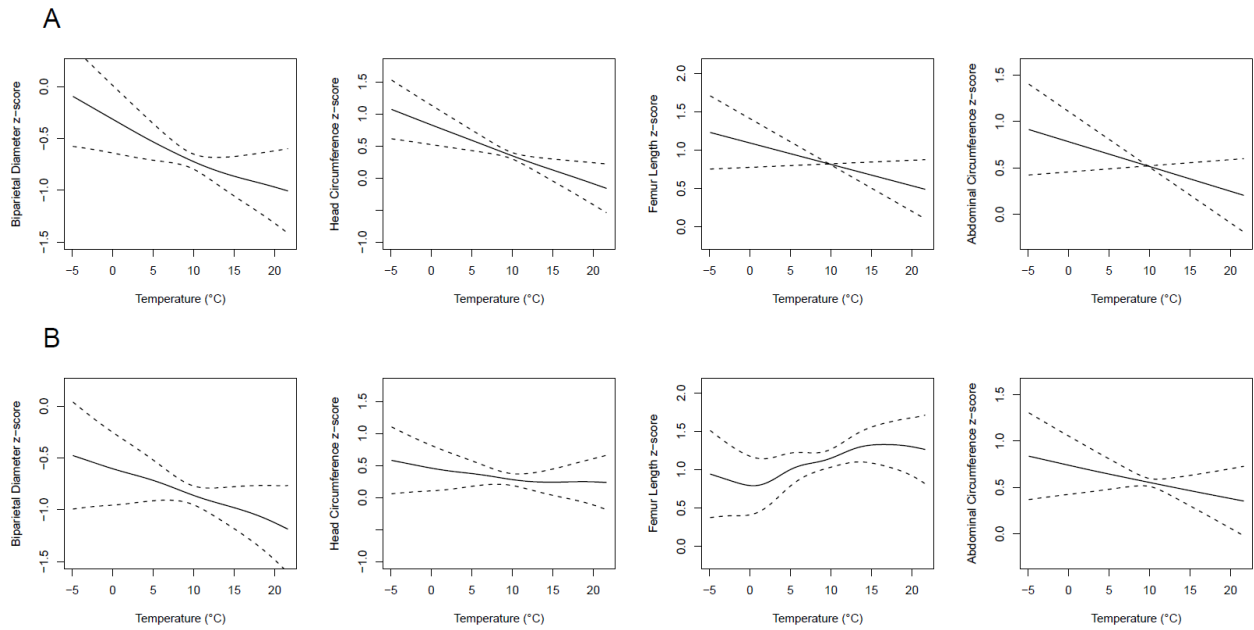 A
Biparietal Diameter z−score
0.0
−0.5
−1.0
−1.5
−5 0 5 10 15 20
Temperature (°C)
Head Circumference z−score
1.5
1.0
0.5
0.0
−1.0
−5 0 5 10 15 20
Temperature (°C)
Femur Length z−score
2.0
1.5
1.0
0.5
0.0
−5 0 5 10 15 20
Temperature (°C)
Abdominal Circumference z−score
1.5
1.0
0.5
0.0
−5 0 5 10 15 20
Temperature (°C)
B
Biparietal Diameter z−score
0.0
−0.5
−1.0
−1.5
−5 0 5 10 15 20
Temperature (°C)
Head Circumference z−score
1.5
1.0
0.5
0.0
−1.0
−5 0 5 10 15 20
Temperature (°C)
Femur Length z−score
2.0
1.5
1.0
0.5
0.0
−5 0 5 10 15 20
Temperature (°C)
Abdominal Circumference z−score
1.5
1.0
0.5
0.0
−5 0 5 10 15 20
Temperature (°C)